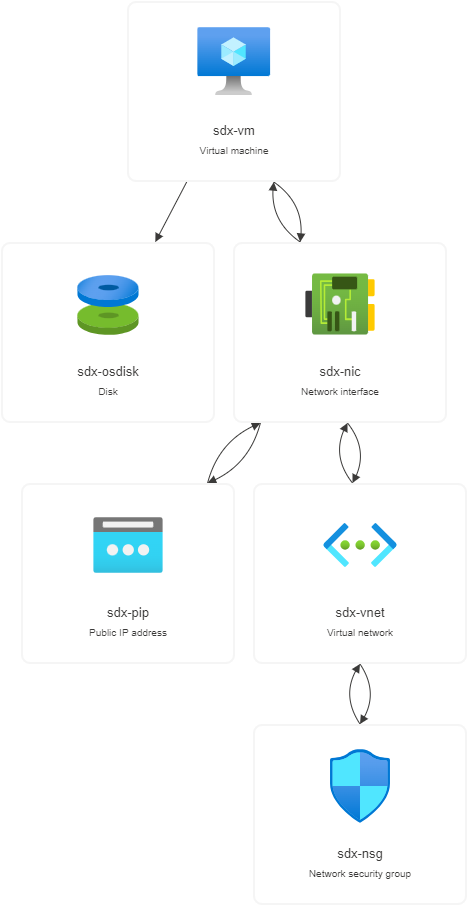 sdx-vm
Virtual machine
sdx-osdisk
Disk
sdx-nic
Network interface
sdx-pip
Public IP address
sdx-vnet
Virtual network
sdx-nsg
Network security group